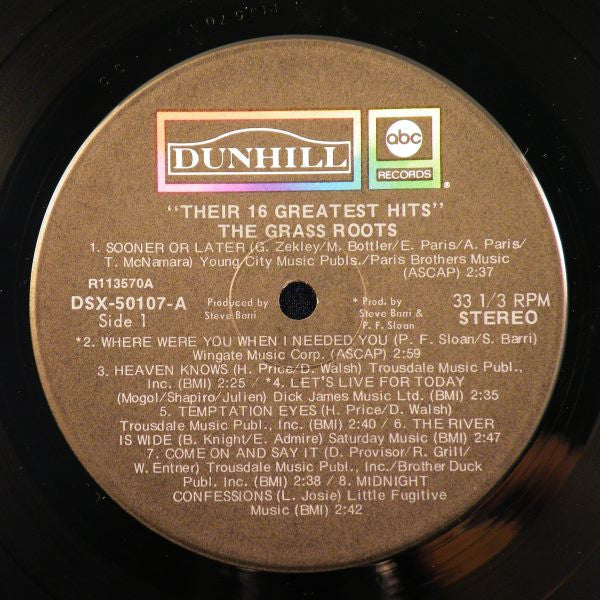 DUNHILL
abc
RECORDS
®
"THEIR 16 GREATEST HITS"
THE GRASS ROOTS
1. SOONER OR LATER (G. Zekley/M. Bottler/E. Paris/A. Paris/
T. McNamara) Young City Music Publs./Paris Brothers Music
(ASCAP) 2:37
R113570A
DSX-50107-A
Side 1
Produced by
Steve Barri
* Prod. by
Steve Barri &
P. F. Sloan
33 1/3 RPM
STEREO
*2. WHERE WERE YOU WHEN I NEEDED YOU (P. F. Sloan/S. Barri)
Wingate Music Corp. (ASCAP) 2:59
3. HEAVEN KNOWS (H. Price/D. Walsh) Trousdale Music Publ.,
Inc. (BMI) 2:25 / *4. LET'S LIVE FOR TODAY
(Mogol/Shapiro/Julien) Dick James Music Ltd. (BMI) 2:35
5. TEMPTATION EYES (H. Price/D. Walsh)
Trousdale Music Publ., Inc. (BMI) 2:40 / 6. THE RIVER
IS WIDE (B. Knight/E. Admire) Saturday Music (BMI) 2:47
7. COME ON AND SAY IT (D. Provisor/R. Grill/
W. Entner) Trousdale Music Publ., Inc./Brother Duck
Publ. Inc. (BMI) 2:38 / 8. MIDNIGHT
CONFESSIONS (L. Josie) Little Fugitive
Music (BMI) 2:42